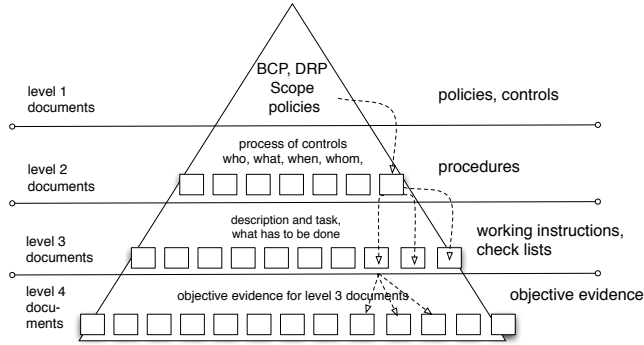 BCP, DRP
Scope
policies
level 1
documents
policies, controls
process of controls
who, what, when, whom,
level 2
documents
procedures
description and task,
what has to be done
level 3
documents
working instructions,
check lists
level 4
docu-
ments
objective evidence for level 3 documents
objective evidence